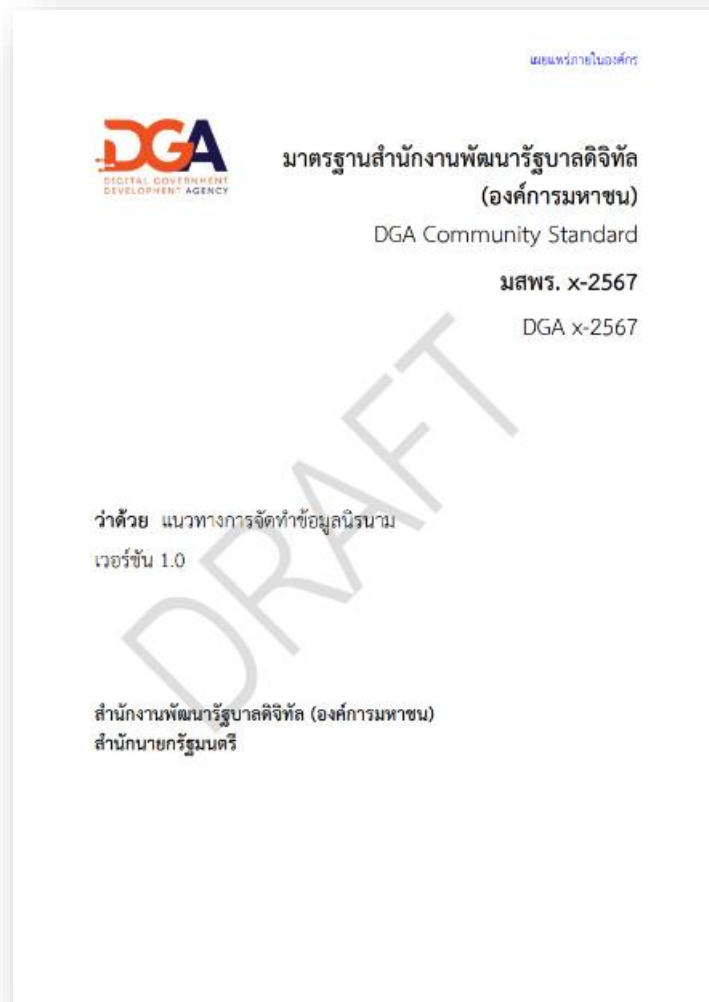 เผยแพร่ภายในองค์กร
DGA
DIGITAL GOVERNMENT
DEVELOPMENT AGENCY
มาตรฐานสำนักงานพัฒนารัฐบาลดิจิทัล
(องค์การมหาชน)
DGA Community Standard
มสพร. x-2567
DGA x-2567
DRAFT
ว่าด้วย แนวทางการจัดทำข้อมูลนิรนาม
เวอร์ชัน 1.0
สำนักงานพัฒนารัฐบาลดิจิทัล (องค์การมหาชน)
สำนักนายกรัฐมนตรี